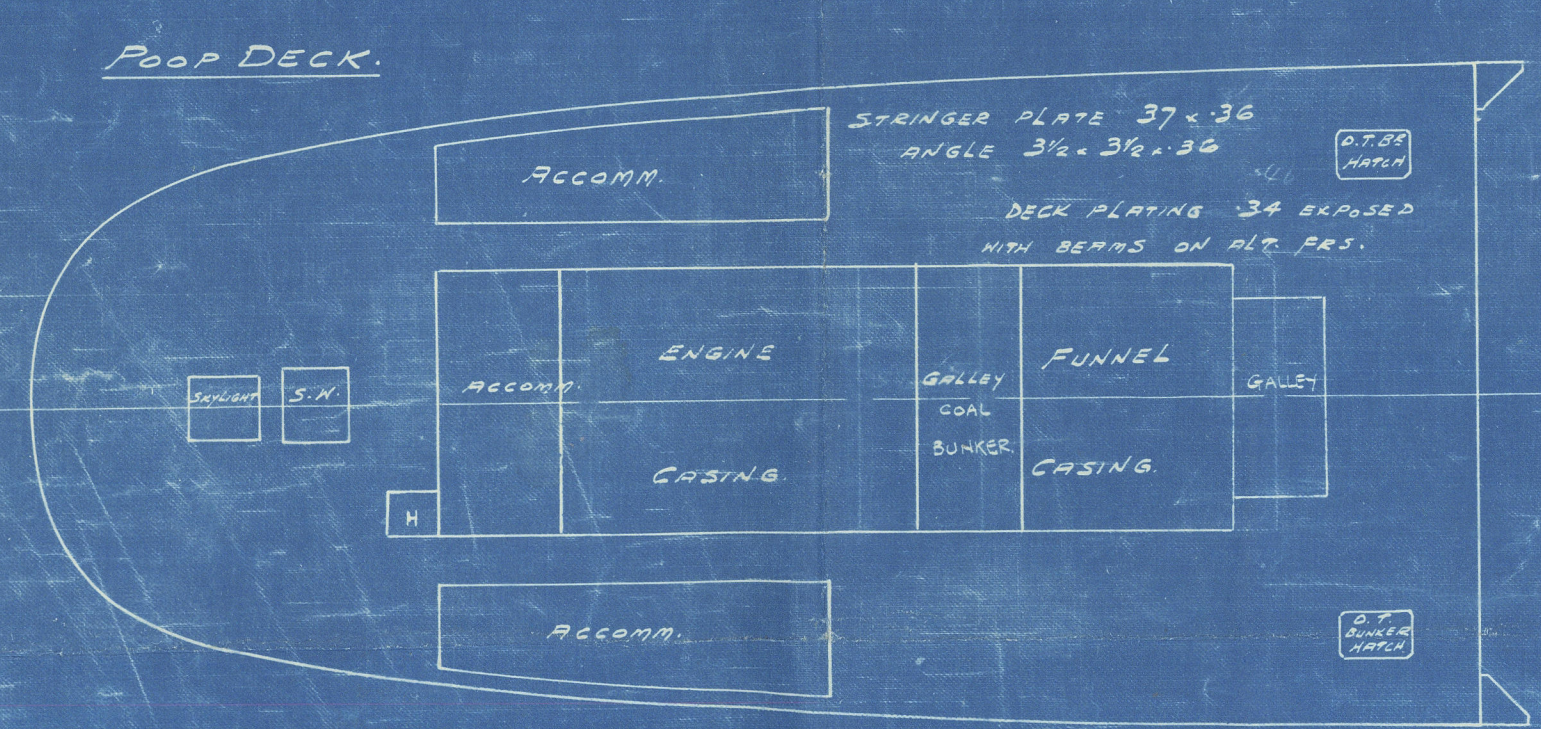 POOP DECK.
STRINGER PLATE 37 x .36
ANGLE 3½ x 3½ x .36
DECK PLATING .34 EXPOSED
WITH BEAMS ON ALT. FRS.
O.T. BR
HATCH
ACCOMM.
SKYLIGHT
S.W.
ACCOMM.
ENGINE
CASING.
GALLEY
COAL
BUNKER.
FUNNEL
CASING.
GALLEY
H
ACCOMM.
O.T.
BUNKER
HATCH